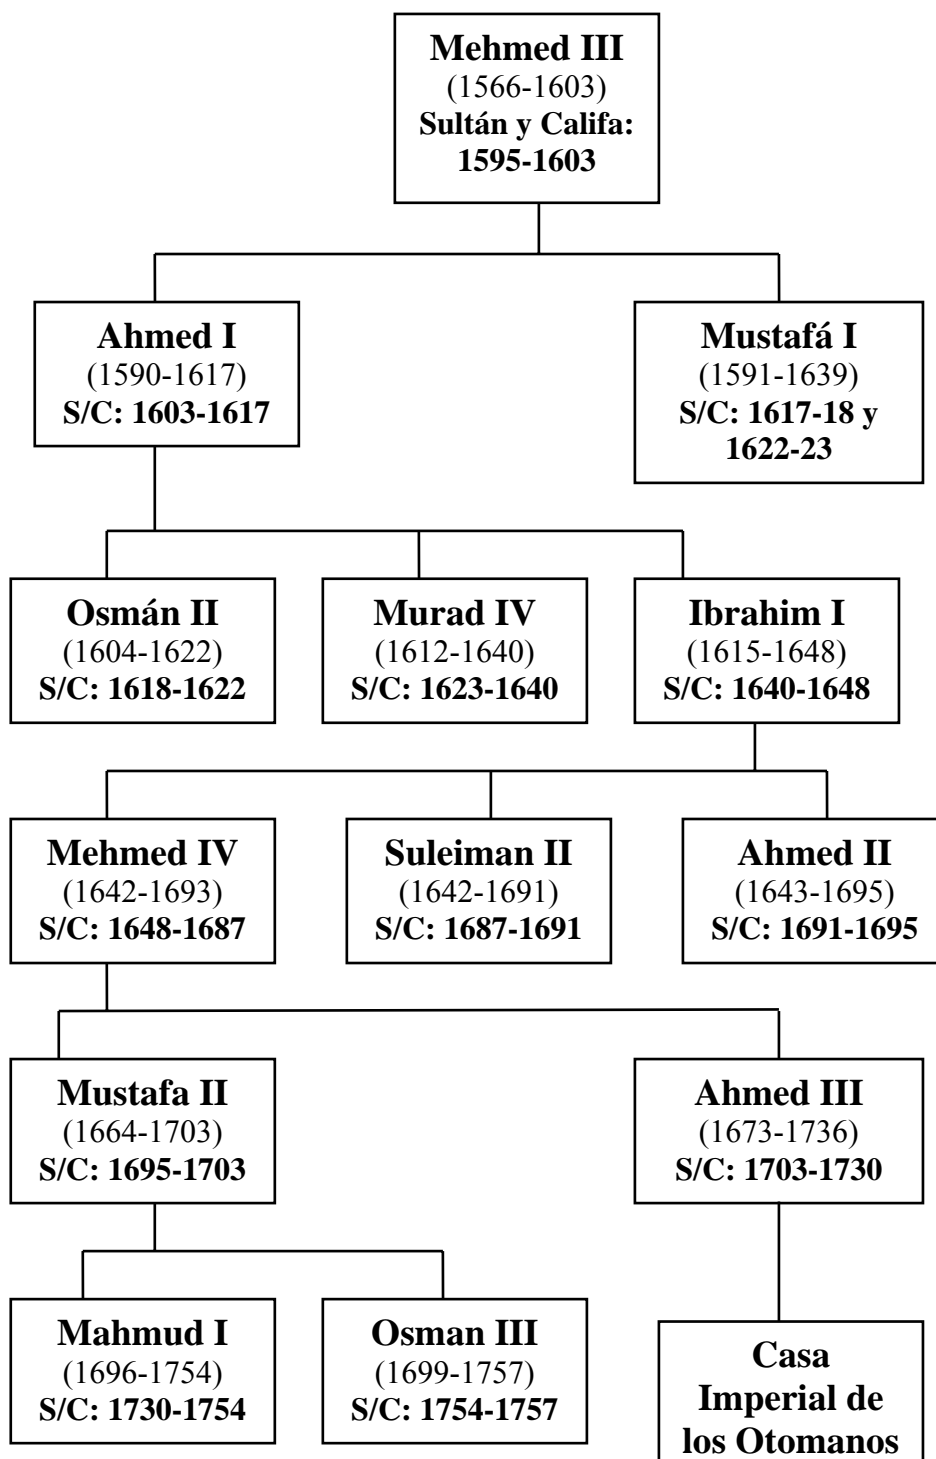 Mehmed III
(1566-1603)
Sultán y Califa:
1595-1603
Ahmed I
(1590-1617)
S/C: 1603-1617
Mustafá I
(1591-1639)
S/C: 1617-18 y
1622-23
Osmán II
(1604-1622)
S/C: 1618-1622
Murad IV
(1612-1640)
S/C: 1623-1640
Ibrahim I
(1615-1648)
S/C: 1640-1648
Mehmed IV
(1642-1693)
S/C: 1648-1687
Suleiman II
(1642-1691)
S/C: 1687-1691
Ahmed II
(1643-1695)
S/C: 1691-1695
Mustafa II
(1664-1703)
S/C: 1695-1703
Ahmed III
(1673-1736)
S/C: 1703-1730
Mahmud I
(1696-1754)
S/C: 1730-1754
Osman III
(1699-1757)
S/C: 1754-1757
Casa
Imperial de
los Otomanos